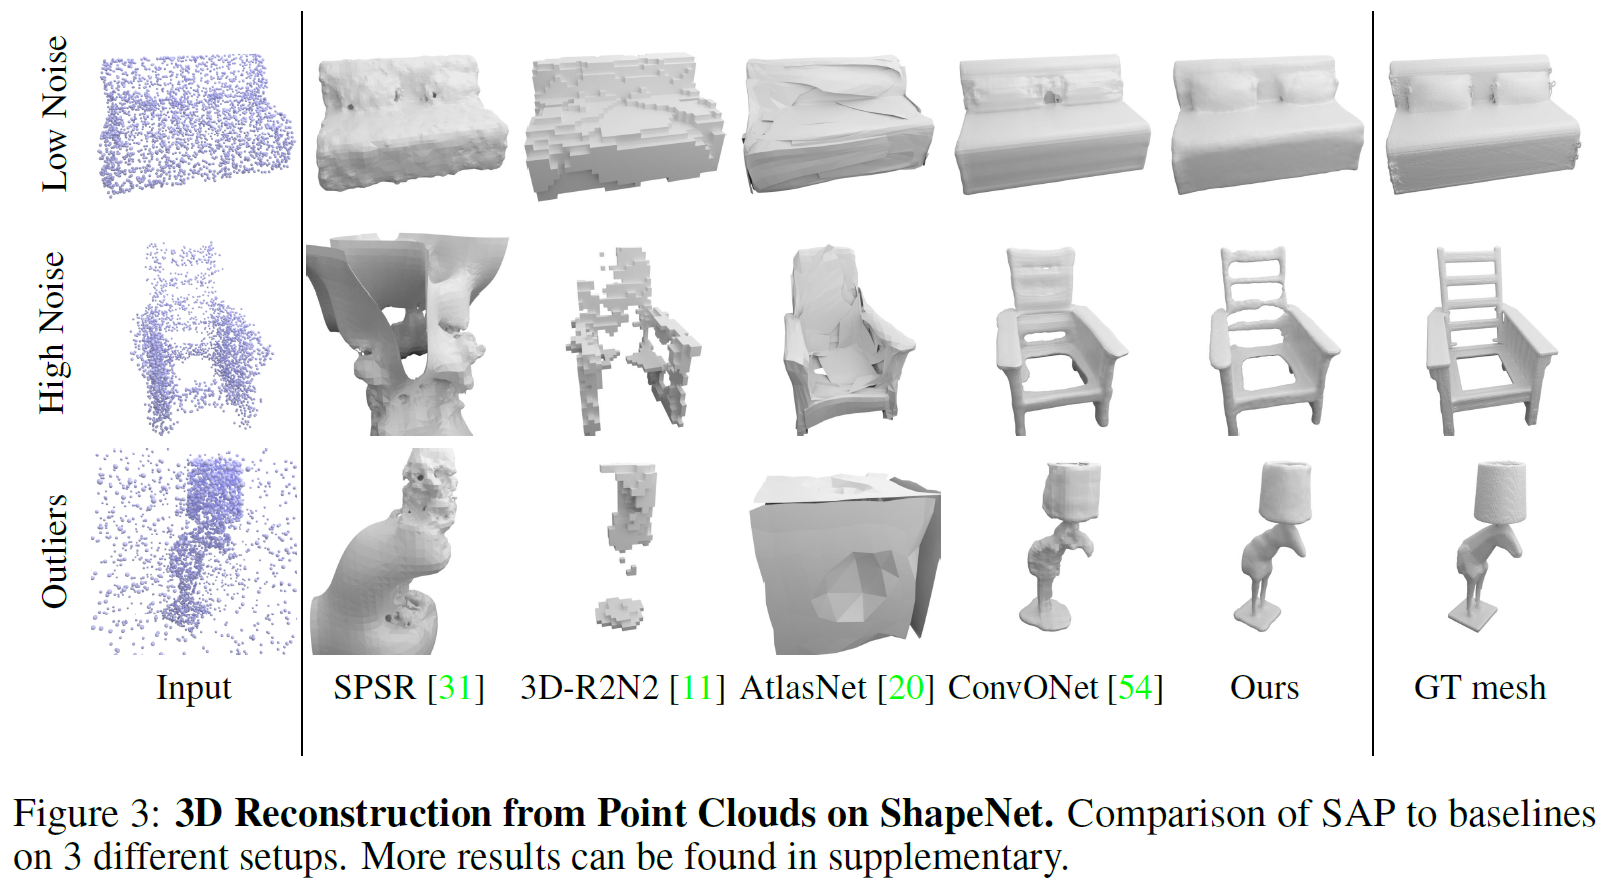 Low Noise
High Noise
Outliers
Input
SPSR [31]
3D-R2N2 [11]
AtlasNet [20]
ConvONet [54]
Ours
GT mesh
Figure 3: 3D Reconstruction from Point Clouds on ShapeNet. Comparison of SAP to baselines
on 3 different setups. More results can be found in supplementary.